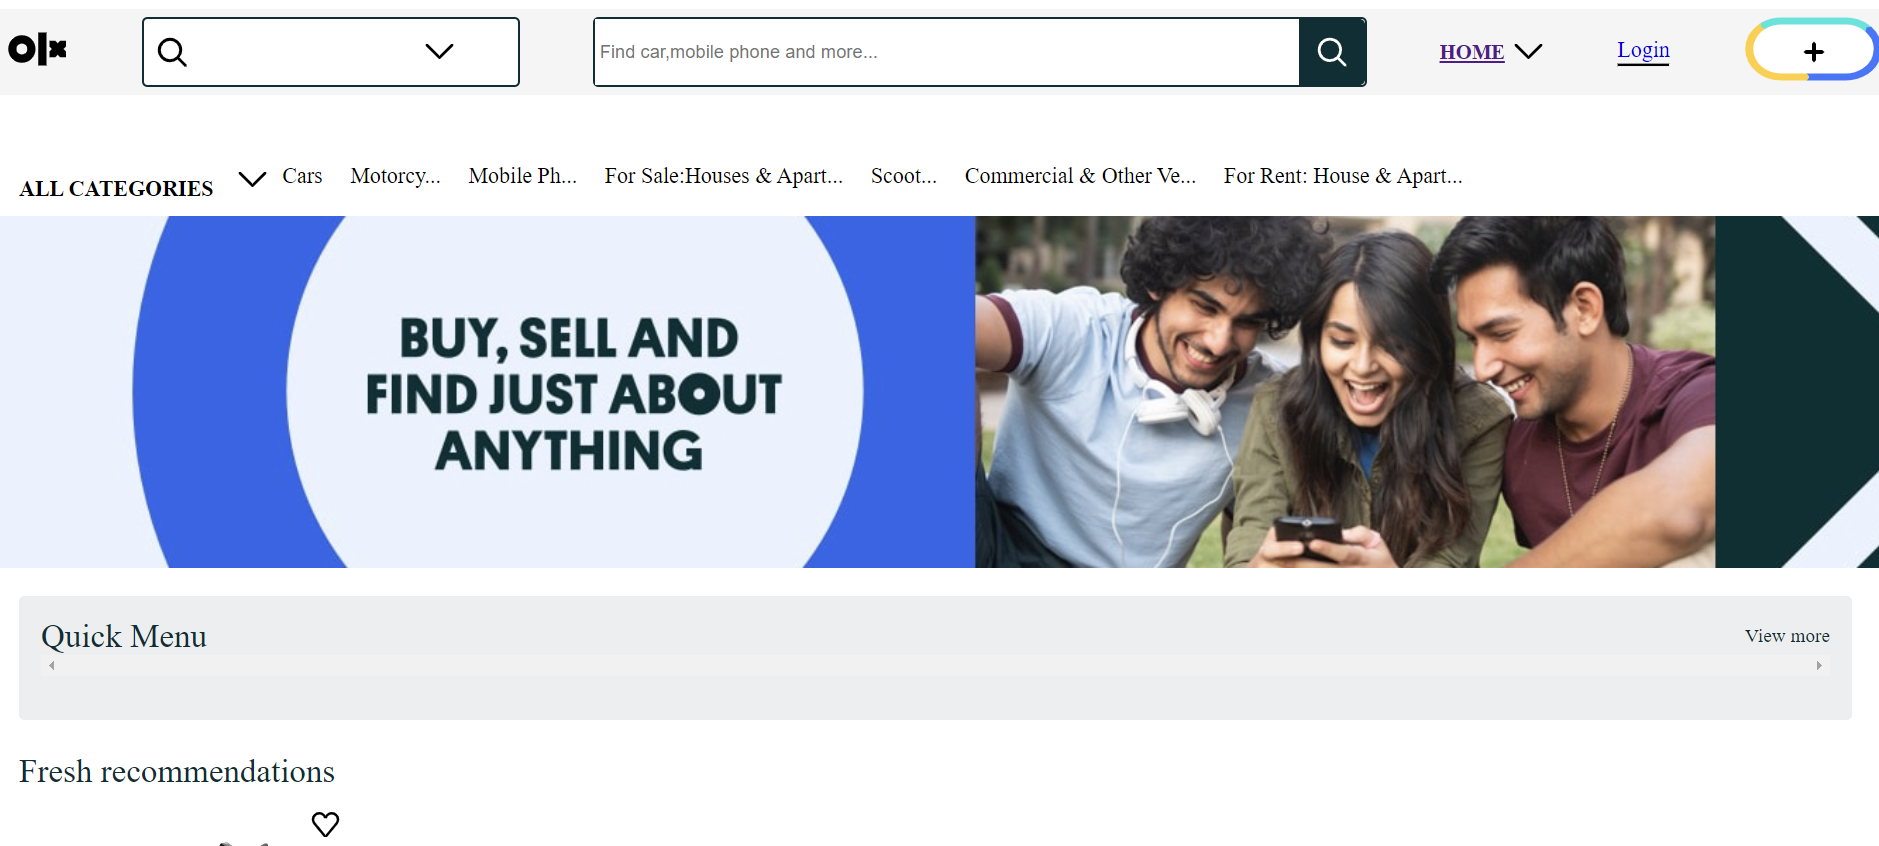 olx
Find car,mobile phone and more...
HOME
Login
ALL CATEGORIES
Cars
Motorcy...
Mobile Ph...
For Sale:Houses & Apart...
Scoot...
Commercial & Other Ve...
For Rent: House & Apart...
BUY, SELL AND
FIND JUST ABOUT
ANYTHING
Quick Menu
View more
Fresh recommendations